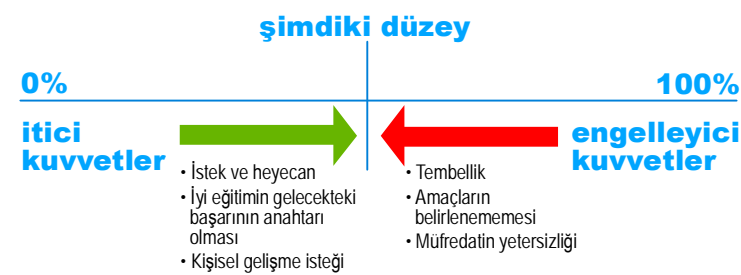 şimdiki düzey
0%
100%
itici
kuvvetler
engelleyici
kuvvetler
• İstek ve heyecan
• İyi eğitimin gelecekteki
başarının anahtarı
olması
• Kişisel gelişme isteği
• Tembellik
• Amaçların
belirlenememesi
• Müfredatin yetersizliği